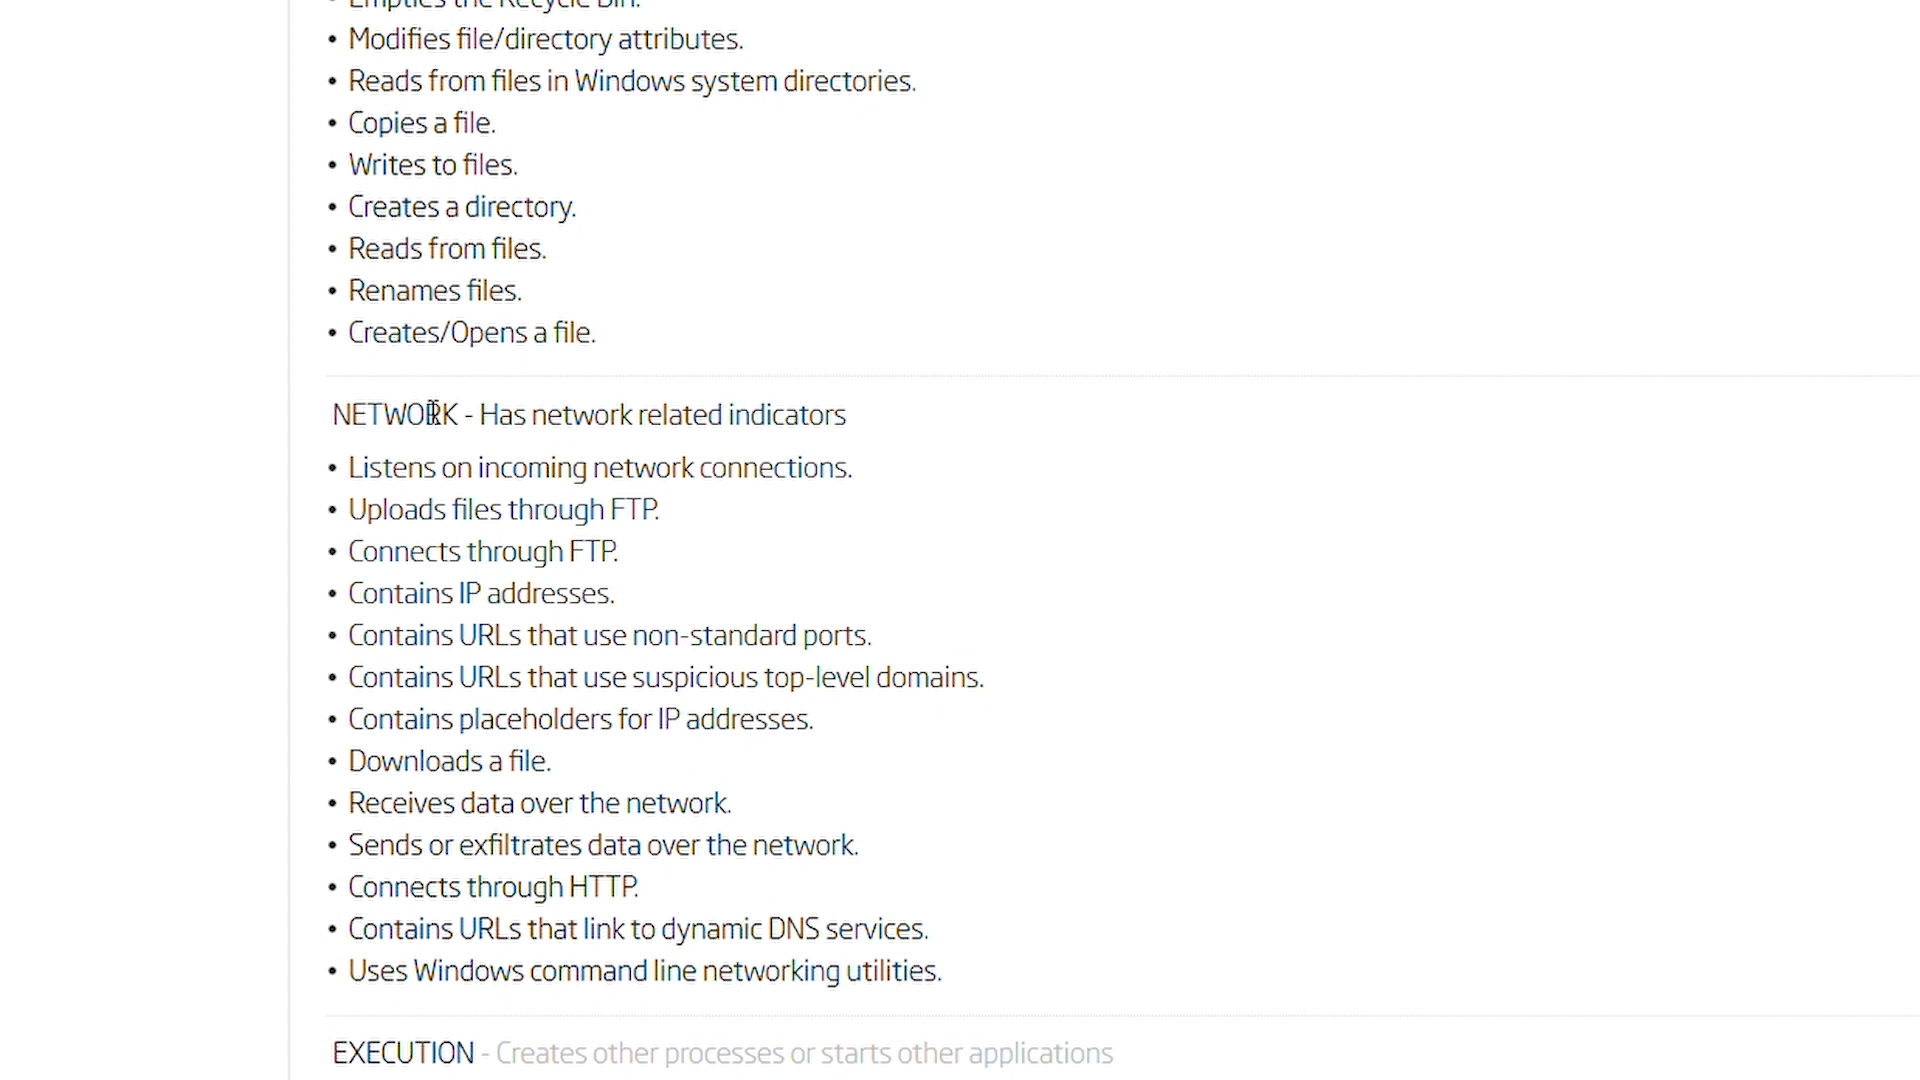 Empties the Recycle Bin.
• Modifies file/directory attributes.
• Reads from files in Windows system directories.
• Copies a file.
• Writes to files.
• Creates a directory.
• Reads from files.
• Renames files.
• Creates/Opens a file.
NETWORK - Has network related indicators
• Listens on incoming network connections.
• Uploads files through FTP.
• Connects through FTP.
• Contains IP addresses.
• Contains URLs that use non-standard ports.
• Contains URLs that use suspicious top-level domains.
• Contains placeholders for IP addresses.
• Downloads a file.
• Receives data over the network.
• Sends or exfiltrates data over the network.
• Connects through HTTP.
• Contains URLs that link to dynamic DNS services.
• Uses Windows command line networking utilities.
EXECUTION - Creates other processes or starts other applications